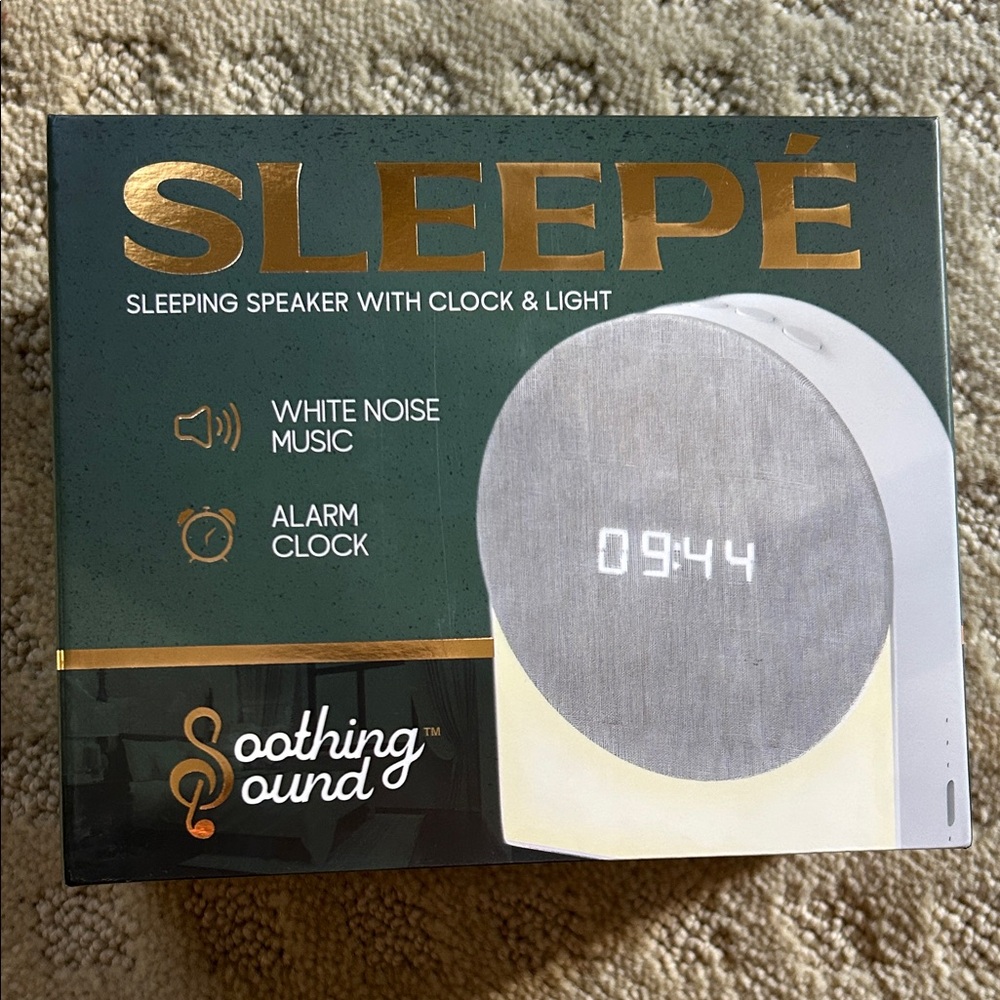 SLEEPÉ
SLEEPING SPEAKER WITH CLOCK & LIGHT
WHITE NOISE
MUSIC
ALARM
CLOCK
09:44
Soothing™
Sound